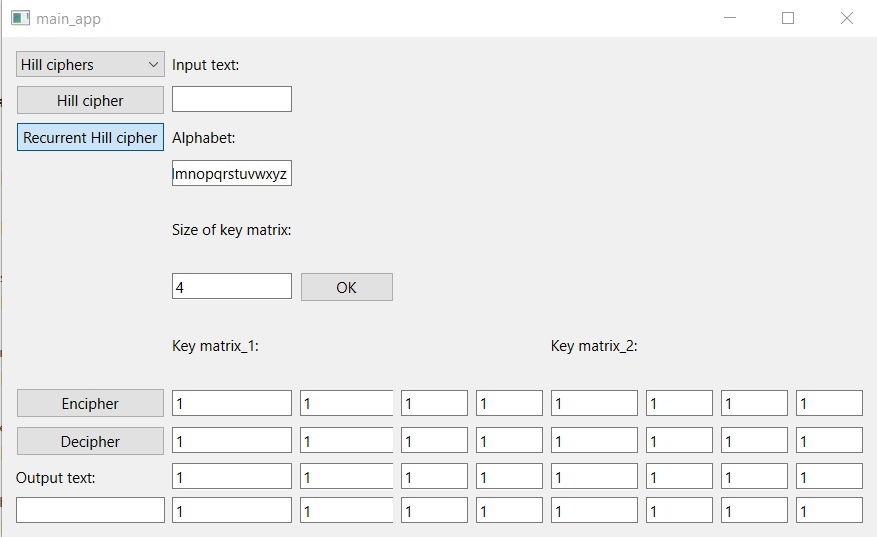 main_app
Hill ciphers Input text:
Hill cipher
Recurrent Hill cipher Alphabet:
lmnopqrstuvwxyz
Size of key matrix:
4 OK
Key matrix_1: Key matrix_2:
Encipher 1 1 1 1 1 1 1 1
Decipher 1 1 1 1 1 1 1 1
Output text: 1 1 1 1 1 1 1 1
1 1 1 1 1 1 1 1